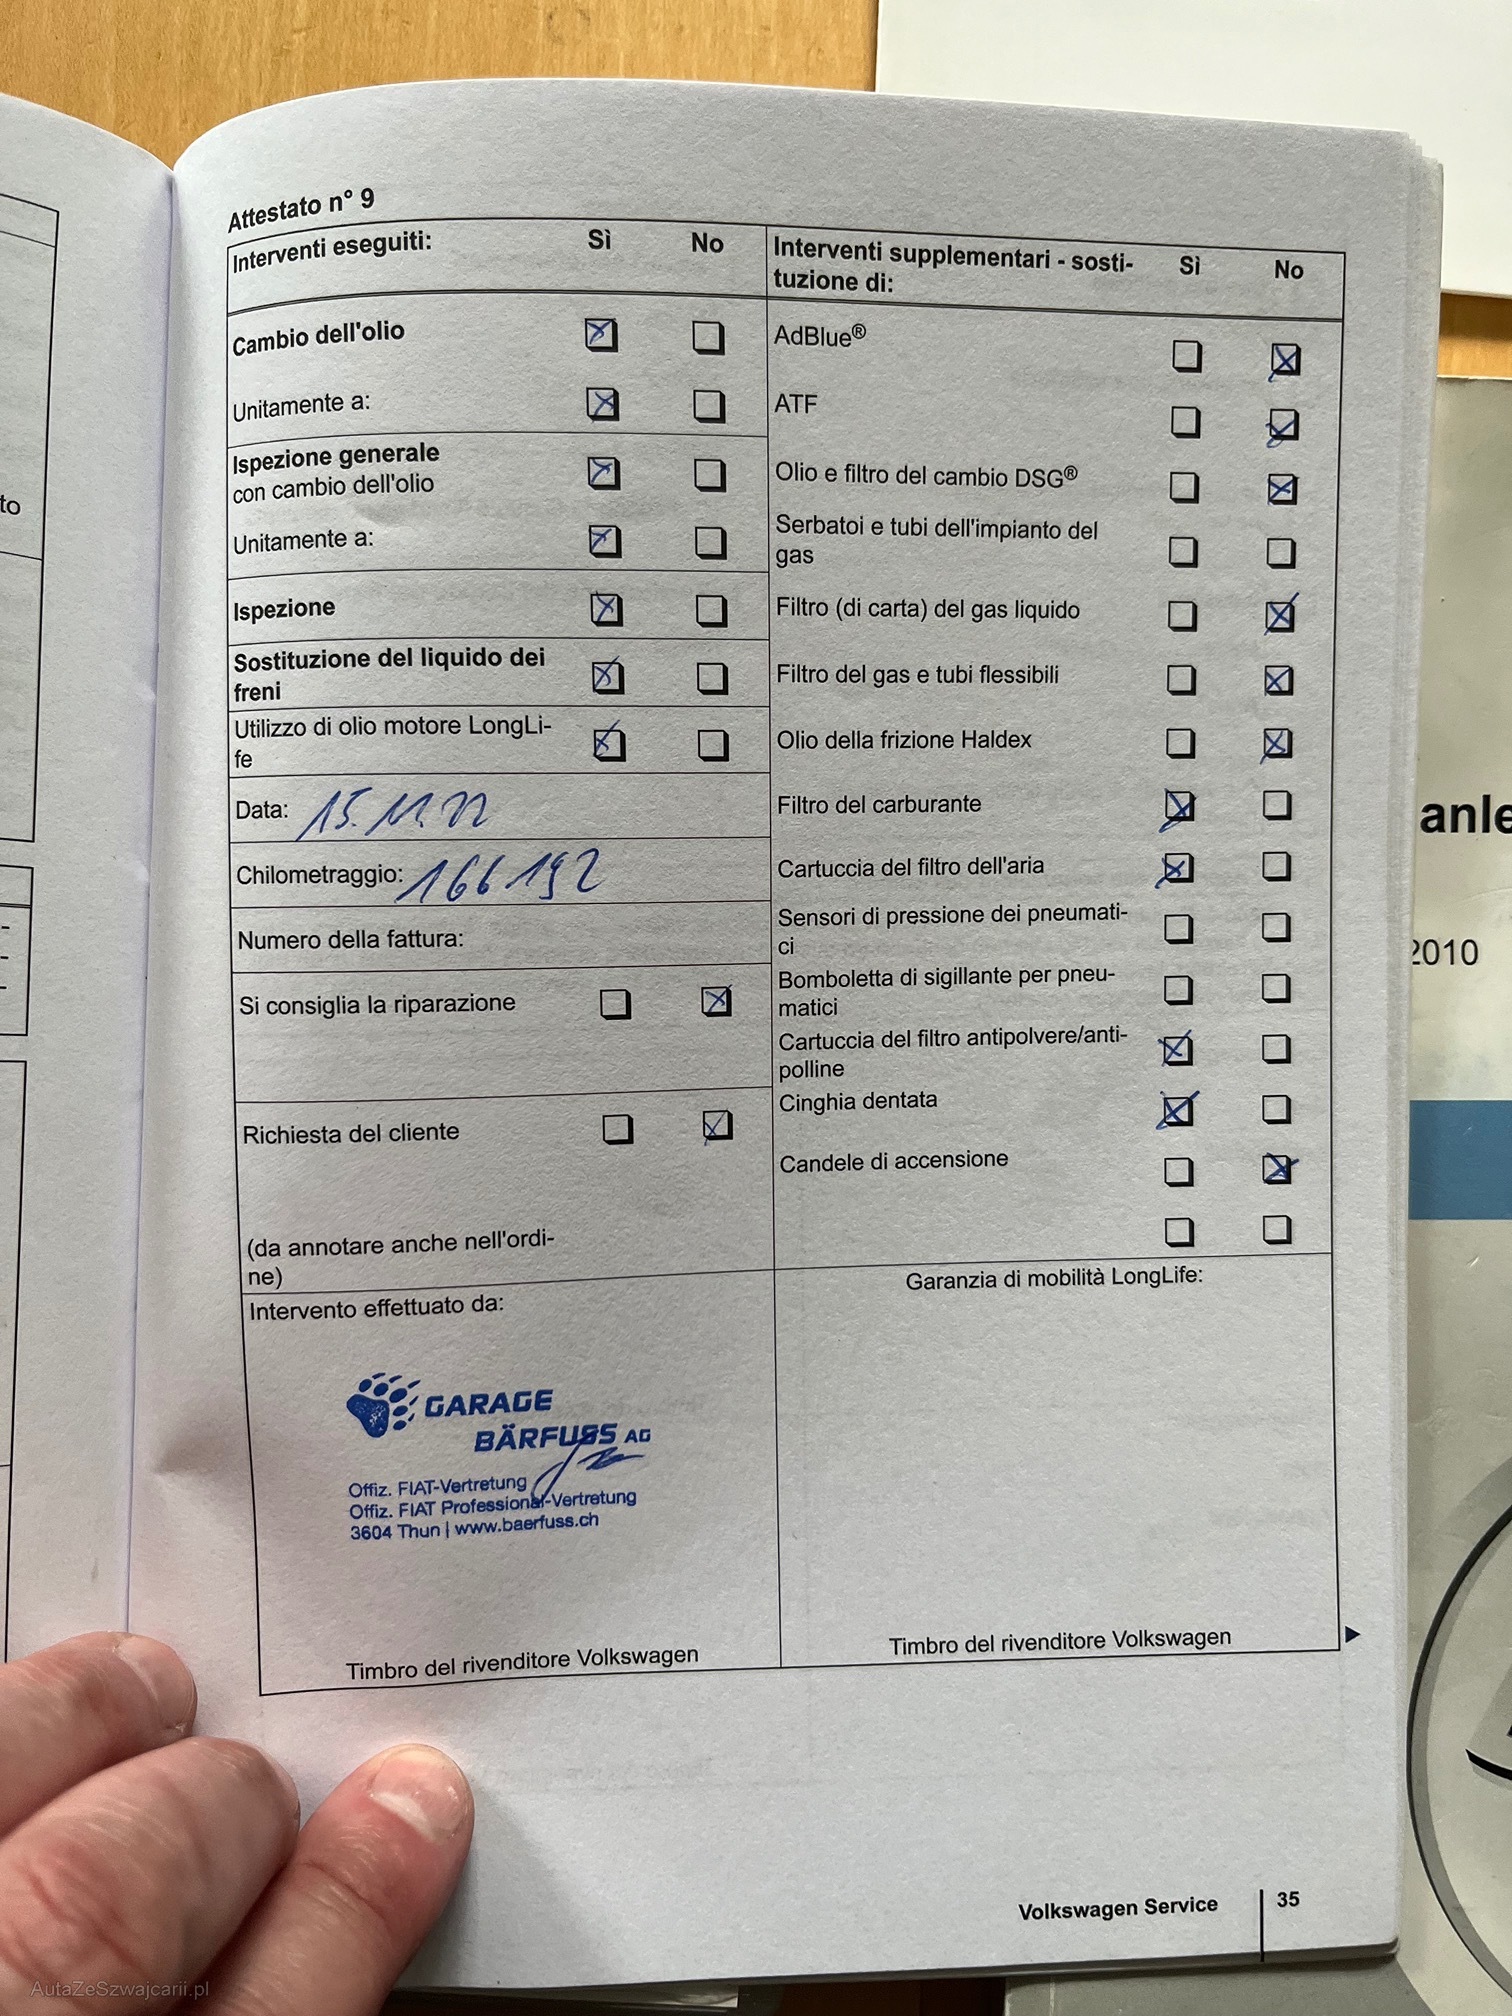 Attestato n° 9
Interventi eseguiti: Sì No
Cambio dell'olio
Unitamente a:
Ispezione generale
con cambio dell'olio
Unitamente a:
Ispezione
Sostituzione del liquido dei
freni
Utilizzo di olio motore LongLi-
fe
Data: 15.11.22
Chilometraggio: 166192
Numero della fattura:
Si consiglia la riparazione
Richiesta del cliente
(da annotare anche nell'ordi-
ne)
Interventi supplementari - sosti-
tuzione di: Sì No
AdBlue®
ATF
Olio e filtro del cambio DSG®
Serbatoi e tubi dell'impianto del
gas
Filtro (di carta) del gas liquido
Filtro del gas e tubi flessibili
Olio della frizione Haldex
Filtro del carburante
Cartuccia del filtro dell'aria
Sensori di pressione dei pneumati-
ci
Bomboletta di sigillante per pneu-
matici
Cartuccia del filtro antipolvere/anti-
polline
Cinghia dentata
Candele di accensione
Intervento effettuato da:
GARAGE
BÄRFUSS AG
Offiz. FIAT-Vertretung
Offiz. FIAT Professional-Vertretung
3604 Thun | www.baerfuss.ch
Timbro del rivenditore Volkswagen
Garanzia di mobilità LongLife:
Timbro del rivenditore Volkswagen
Volkswagen Service 35
to
anle
2010
AutaZeSzwajcarii.pl